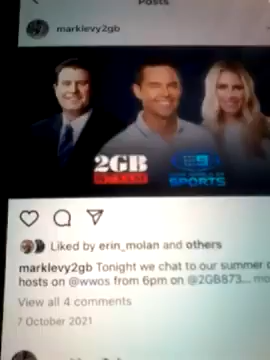 Posts
marklevy2gb
2GB
SPORTS
Liked by erin_molan and others
marklevy2gb Tonight we chat to our summer
hosts on @wwos from 6pm on @2GB873... mo
View all 4 comments
7 October 2021